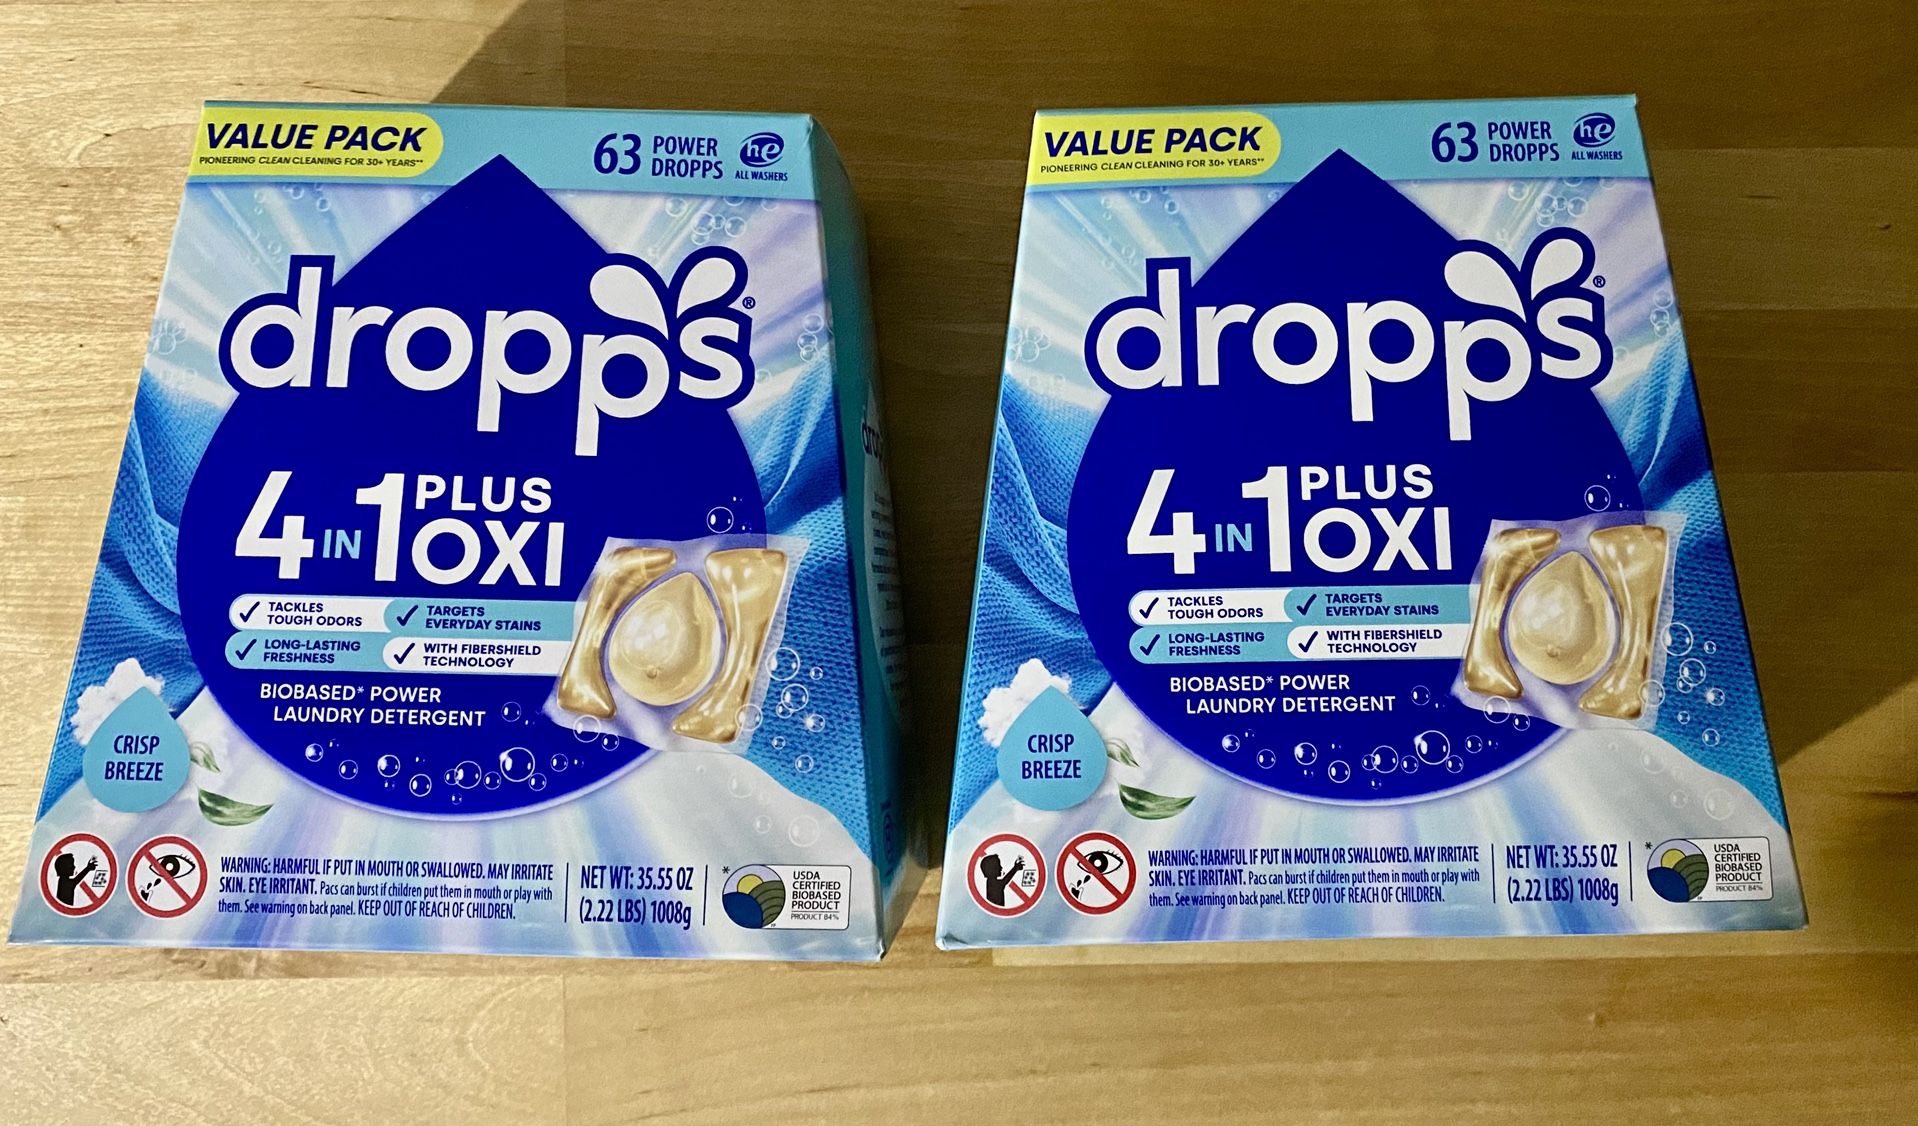 VALUE PACK
PIONEERING CLEAN CLEANING FOR 30+ YEARS**
63 POWER DROPPS
he
ALL WASHERS
dropps®
4 IN 1 PLUS OXI
✓ TACKLES TOUGH ODORS
✓ TARGETS EVERYDAY STAINS
✓ LONG-LASTING FRESHNESS
✓ WITH FIBERSHIELD TECHNOLOGY
BIOBASED* POWER
LAUNDRY DETERGENT
CRISP
BREEZE
WARNING: HARMFUL IF PUT IN MOUTH OR SWALLOWED. MAY IRRITATE
SKIN. EYE IRRITANT. Pacs can burst if children put them in mouth or play with
them. See warning on back panel. KEEP OUT OF REACH OF CHILDREN.
NET WT: 35.55 OZ
(2.22 LBS) 1008g
*
USDA
CERTIFIED
BIOBASED
PRODUCT
PRODUCT 84%
VALUE PACK
PIONEERING CLEAN CLEANING FOR 30+ YEARS**
63 POWER DROPPS
he
ALL WASHERS
dropps®
4 IN 1 PLUS OXI
✓ TACKLES TOUGH ODORS
✓ TARGETS EVERYDAY STAINS
✓ LONG-LASTING FRESHNESS
✓ WITH FIBERSHIELD TECHNOLOGY
BIOBASED* POWER
LAUNDRY DETERGENT
CRISP
BREEZE
WARNING: HARMFUL IF PUT IN MOUTH OR SWALLOWED. MAY IRRITATE
SKIN. EYE IRRITANT. Pacs can burst if children put them in mouth or play with
them. See warning on back panel. KEEP OUT OF REACH OF CHILDREN.
NET WT: 35.55 OZ
(2.22 LBS) 1008g
*
USDA
CERTIFIED
BIOBASED
PRODUCT
PRODUCT 84%